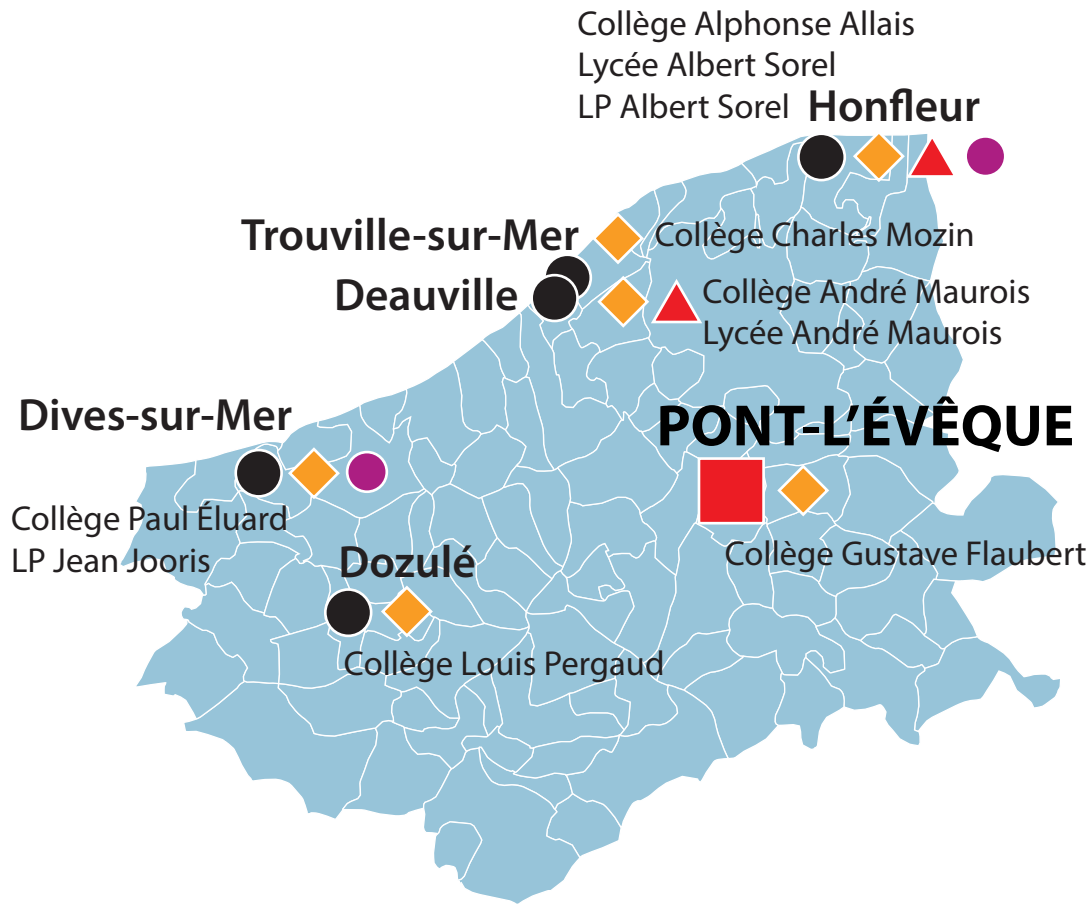 Collège Alphonse Allais
Lycée Albert Sorel
LP Albert Sorel
Honfleur
Trouville-sur-Mer
Collège Charles Mozin
Deauville
Collège André Maurois
Lycée André Maurois
Dives-sur-Mer
PONT-L'ÉVÊQUE
Collège Paul Éluard
LP Jean Jooris
Collège Gustave Flaubert
Dozulé
Collège Louis Pergaud